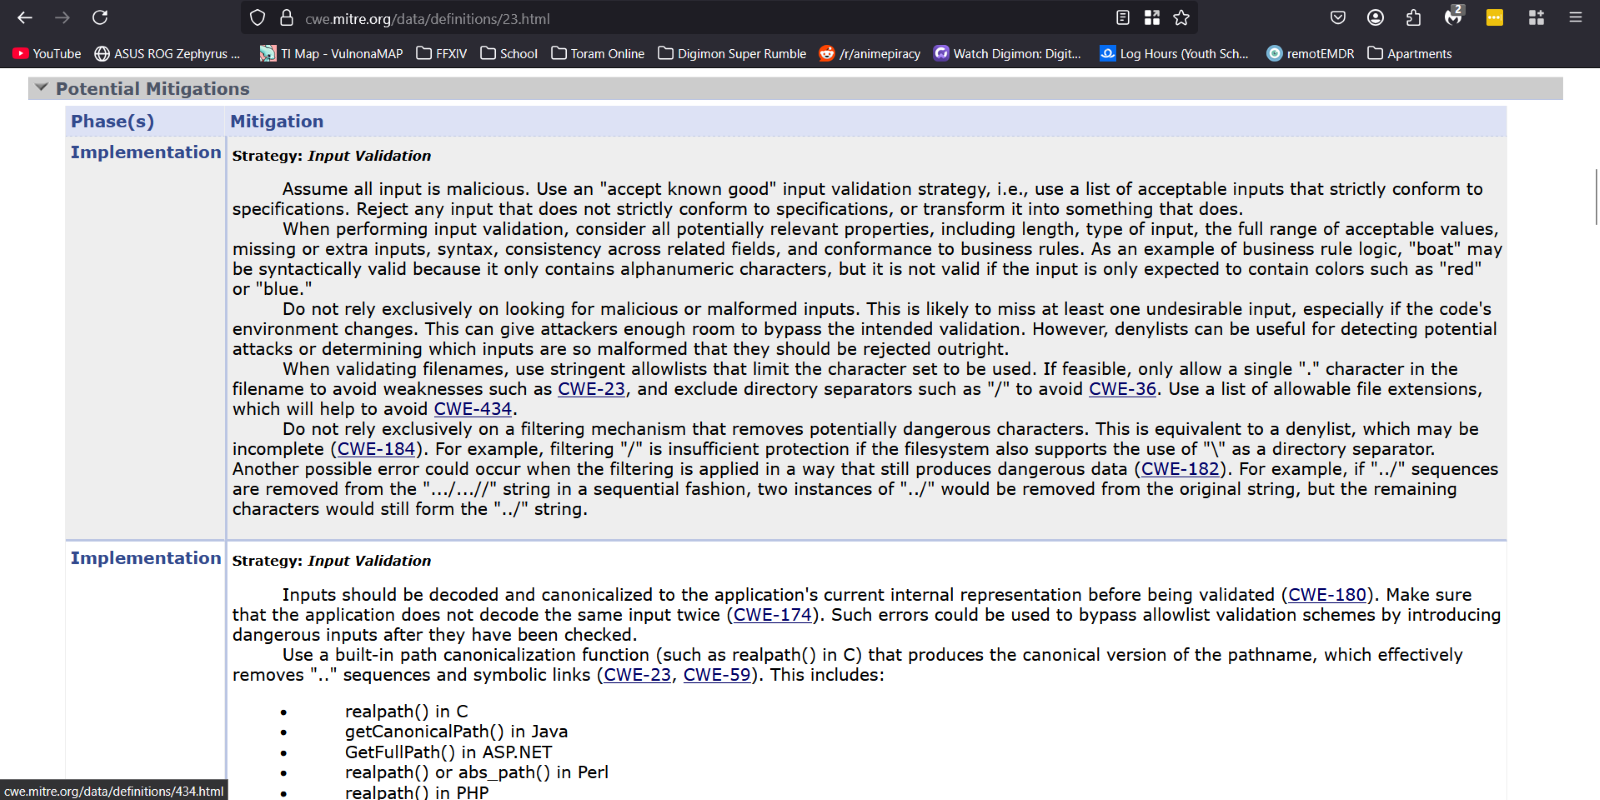 cwe.mitre.org/data/definitions/23.html
2
YouTube ASUS ROG Zephyrus ... TI Map - VulnonaMAP FFXIV School Toram Online Digimon Super Rumble /r/animepiracy Watch Digimon: Digit... Log Hours (Youth Sch... remotEMDR Apartments
Potential Mitigations
Phase(s) Mitigation
Implementation Strategy: Input Validation
Assume all input is malicious. Use an "accept known good" input validation strategy, i.e., use a list of acceptable inputs that strictly conform to
specifications. Reject any input that does not strictly conform to specifications, or transform it into something that does.
When performing input validation, consider all potentially relevant properties, including length, type of input, the full range of acceptable values,
missing or extra inputs, syntax, consistency across related fields, and conformance to business rules. As an example of business rule logic, "boat" may
be syntactically valid because it only contains alphanumeric characters, but it is not valid if the input is only expected to contain colors such as "red"
or "blue."
Do not rely exclusively on looking for malicious or malformed inputs. This is likely to miss at least one undesirable input, especially if the code's
environment changes. This can give attackers enough room to bypass the intended validation. However, denylists can be useful for detecting potential
attacks or determining which inputs are so malformed that they should be rejected outright.
When validating filenames, use stringent allowlists that limit the character set to be used. If feasible, only allow a single "." character in the
filename to avoid weaknesses such as CWE-23, and exclude directory separators such as "/" to avoid CWE-36. Use a list of allowable file extensions,
which will help to avoid CWE-434.
Do not rely exclusively on a filtering mechanism that removes potentially dangerous characters. This is equivalent to a denylist, which may be
incomplete (CWE-184). For example, filtering "/" is insufficient protection if the filesystem also supports the use of "\" as a directory separator.
Another possible error could occur when the filtering is applied in a way that still produces dangerous data (CWE-182). For example, if "../" sequences
are removed from the ".../...//" string in a sequential fashion, two instances of "../" would be removed from the original string, but the remaining
characters would still form the "../" string.
Implementation Strategy: Input Validation
Inputs should be decoded and canonicalized to the application's current internal representation before being validated (CWE-180). Make sure
that the application does not decode the same input twice (CWE-174). Such errors could be used to bypass allowlist validation schemes by introducing
dangerous inputs after they have been checked.
Use a built-in path canonicalization function (such as realpath() in C) that produces the canonical version of the pathname, which effectively
removes ".." sequences and symbolic links (CWE-23, CWE-59). This includes:
• realpath() in C
• getCanonicalPath() in Java
• GetFullPath() in ASP.NET
• realpath() or abs_path() in Perl
• realpath() in PHP
cwe.mitre.org/data/definitions/434.html